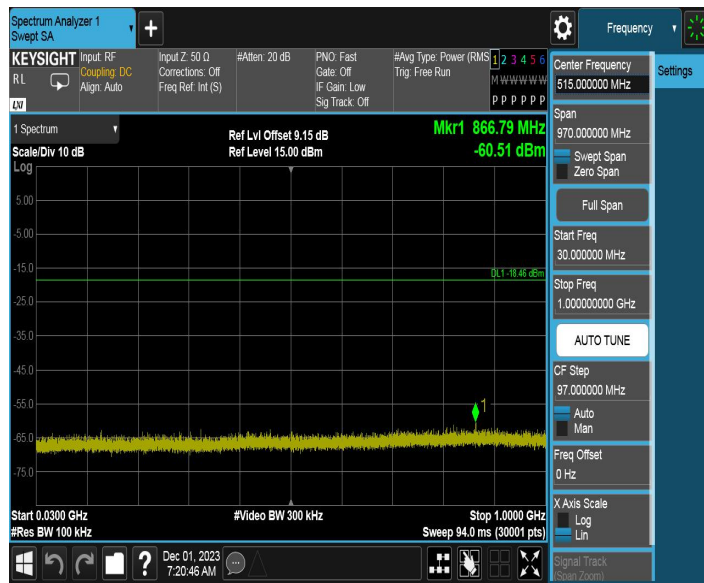 Spectrum Analyzer 1
Swept SA
Frequency
KEYSIGHT
RL
LXI
Input: RF
Coupling: DC
Align: Auto
Input Z: 50 Ω
Corrections: Off
Freq Ref: Int (S)
#Atten: 20 dB
PNO: Fast
Gate: Off
IF Gain: Low
Sig Track: Off
#Avg Type: Power (RMS
Trig: Free Run
1 2 3 4 5 6
M W W W W W
P P P P P P
Center Frequency
515.000000 MHz
Settings
Span
970.000000 MHz
Swept Span
Zero Span
Full Span
Start Freq
30.000000 MHz
Stop Freq
1.000000000 GHz
AUTO TUNE
CF Step
97.000000 MHz
Auto
Man
Freq Offset
0 Hz
X Axis Scale
Log
Lin
Signal Track
(Span Zoom)
1 Spectrum
Scale/Div 10 dB
Ref Lvl Offset 9.15 dB
Ref Level 15.00 dBm
Mkr1 866.79 MHz
-60.51 dBm
Log
5.00
-5.00
-15.0
DL1 -18.46 dBm
-25.0
-35.0
-45.0
-55.0
1
-65.0
-75.0
Start 0.0300 GHz
#Video BW 300 kHz
Stop 1.0000 GHz
#Res BW 100 kHz
Sweep 94.0 ms (30001 pts)
?
Dec 01, 2023
7:20:46 AM